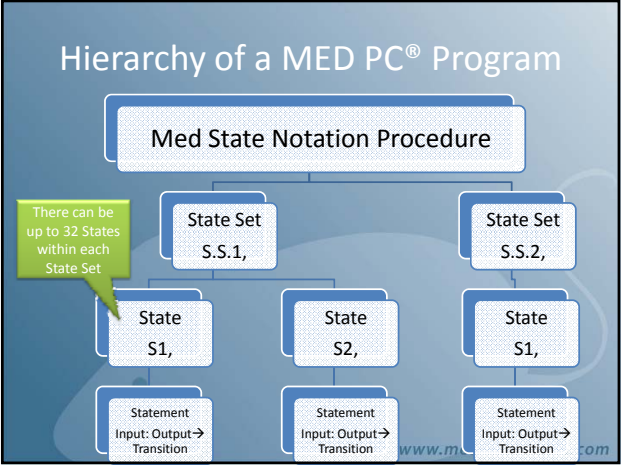 Hierarchy of a MED PC® Program
Med State Notation Procedure
There can be
up to 32 States
within each
State Set
State Set
S.S.1,
State Set
S.S.2,
State
S1,
State
S2,
State
S1,
Statement
Input: Output→
Transition
Statement
Input: Output→
Transition
Statement
Input: Output→
Transition